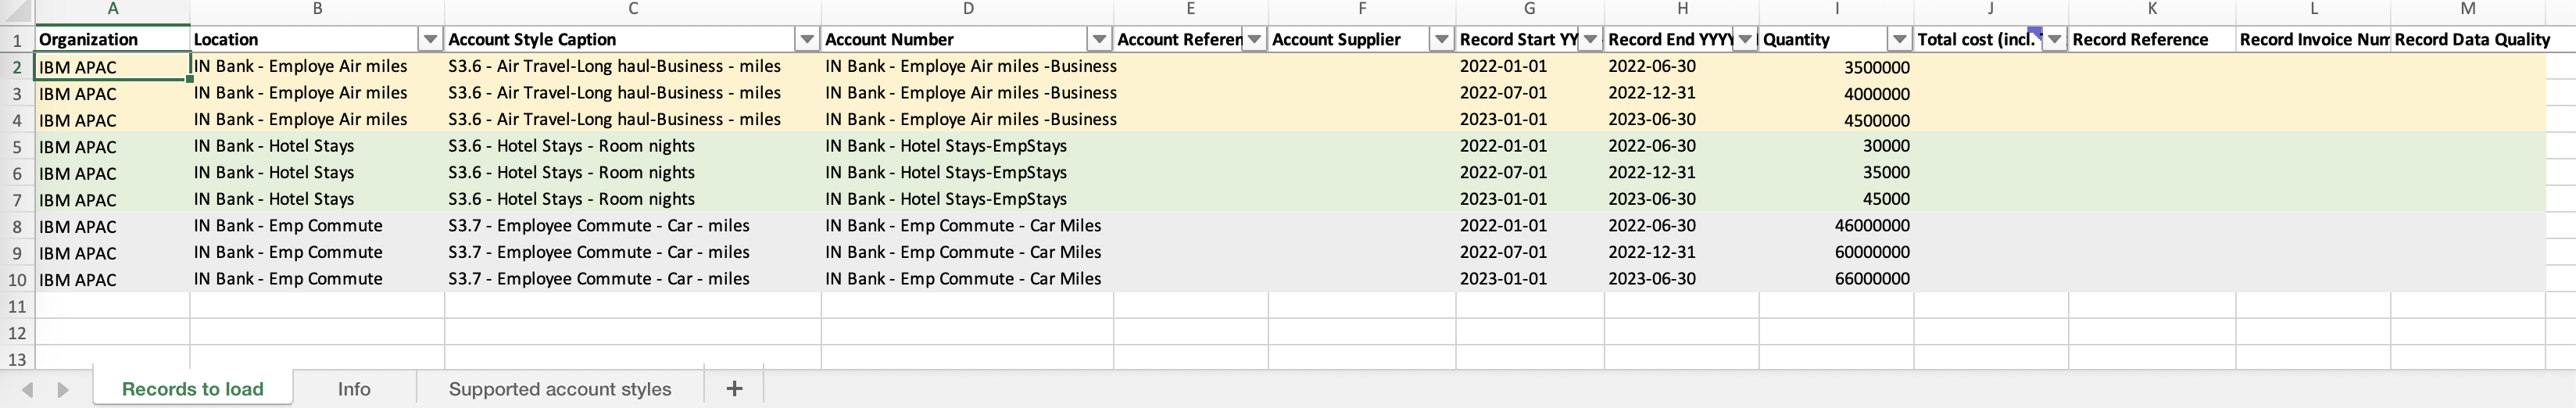 A B C D E F G H I J K L M
1 Organization Location Account Style Caption Account Number Account Referen Account Supplier Record Start YY Record End YYYY Quantity Total cost (incl. Record Reference Record Invoice Num Record Data Quality
2 IBM APAC IN Bank - Employe Air miles S3.6 - Air Travel-Long haul-Business - miles IN Bank - Employe Air miles -Business 2022-01-01 2022-06-30 3500000
3 IBM APAC IN Bank - Employe Air miles S3.6 - Air Travel-Long haul-Business - miles IN Bank - Employe Air miles -Business 2022-07-01 2022-12-31 4000000
4 IBM APAC IN Bank - Employe Air miles S3.6 - Air Travel-Long haul-Business - miles IN Bank - Employe Air miles -Business 2023-01-01 2023-06-30 4500000
5 IBM APAC IN Bank - Hotel Stays S3.6 - Hotel Stays - Room nights IN Bank - Hotel Stays-EmpStays 2022-01-01 2022-06-30 30000
6 IBM APAC IN Bank - Hotel Stays S3.6 - Hotel Stays - Room nights IN Bank - Hotel Stays-EmpStays 2022-07-01 2022-12-31 35000
7 IBM APAC IN Bank - Hotel Stays S3.6 - Hotel Stays - Room nights IN Bank - Hotel Stays-EmpStays 2023-01-01 2023-06-30 45000
8 IBM APAC IN Bank - Emp Commute S3.7 - Employee Commute - Car - miles IN Bank - Emp Commute - Car Miles 2022-01-01 2022-06-30 46000000
9 IBM APAC IN Bank - Emp Commute S3.7 - Employee Commute - Car - miles IN Bank - Emp Commute - Car Miles 2022-07-01 2022-12-31 60000000
10 IBM APAC IN Bank - Emp Commute S3.7 - Employee Commute - Car - miles IN Bank - Emp Commute - Car Miles 2023-01-01 2023-06-30 66000000
11
12
13
Records to load Info Supported account styles +